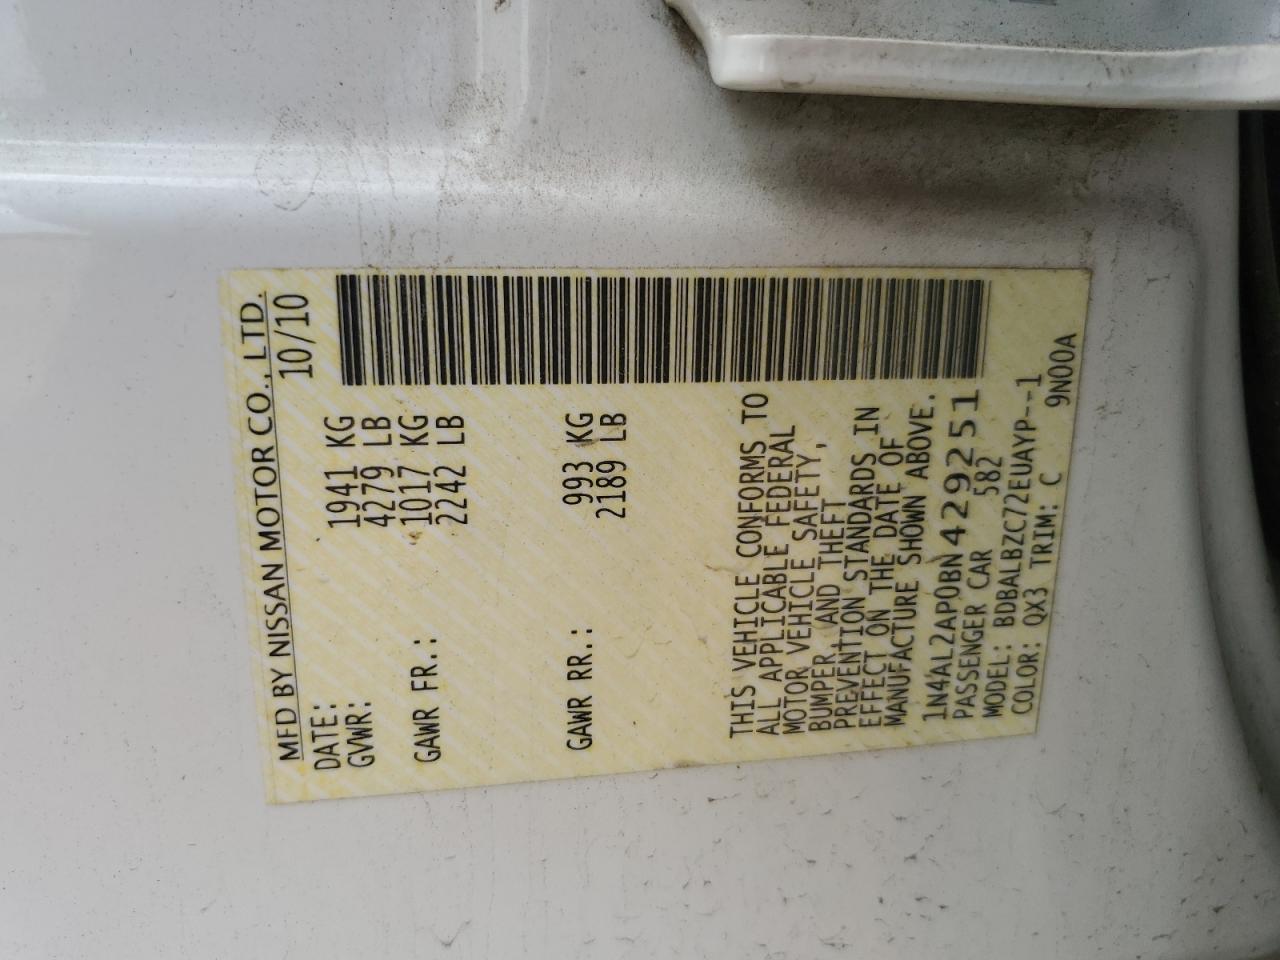 MFD BY NISSAN MOTOR CO., LTD.
DATE: 10/10
GVWR: 1941 KG
4279 LB
GAWR FR.: 1017 KG
2242 LB
GAWR RR.: 993 KG
2189 LB
THIS VEHICLE CONFORMS TO
ALL APPLICABLE FEDERAL
MOTOR VEHICLE SAFETY,
BUMPER, AND THEFT
PREVENTION STANDARDS IN
EFFECT ON THE DATE OF
MANUFACTURE SHOWN ABOVE.
1N4AL2AP0BN429251
PASSENGER CAR 582
MODEL: BDBALBZC72EUAYP--1
COLOR: QX3 TRIM: C 9N00A